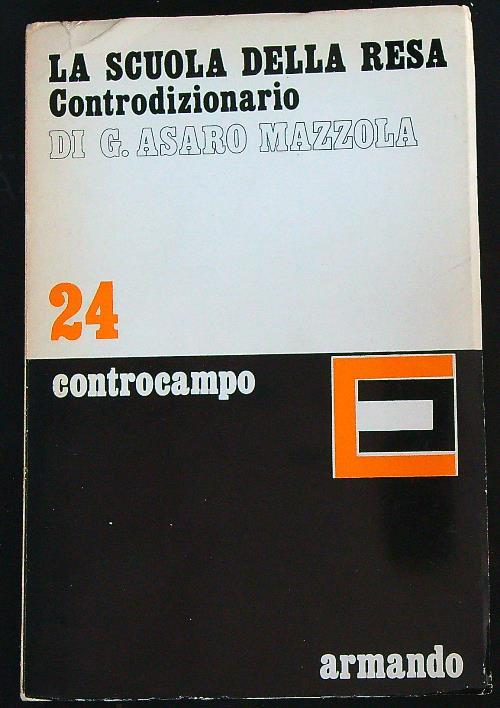 LA SCUOLA DELLA RESA
Controdizionario
DI G. ASARO MAZZOLA
24
controcampo
armando